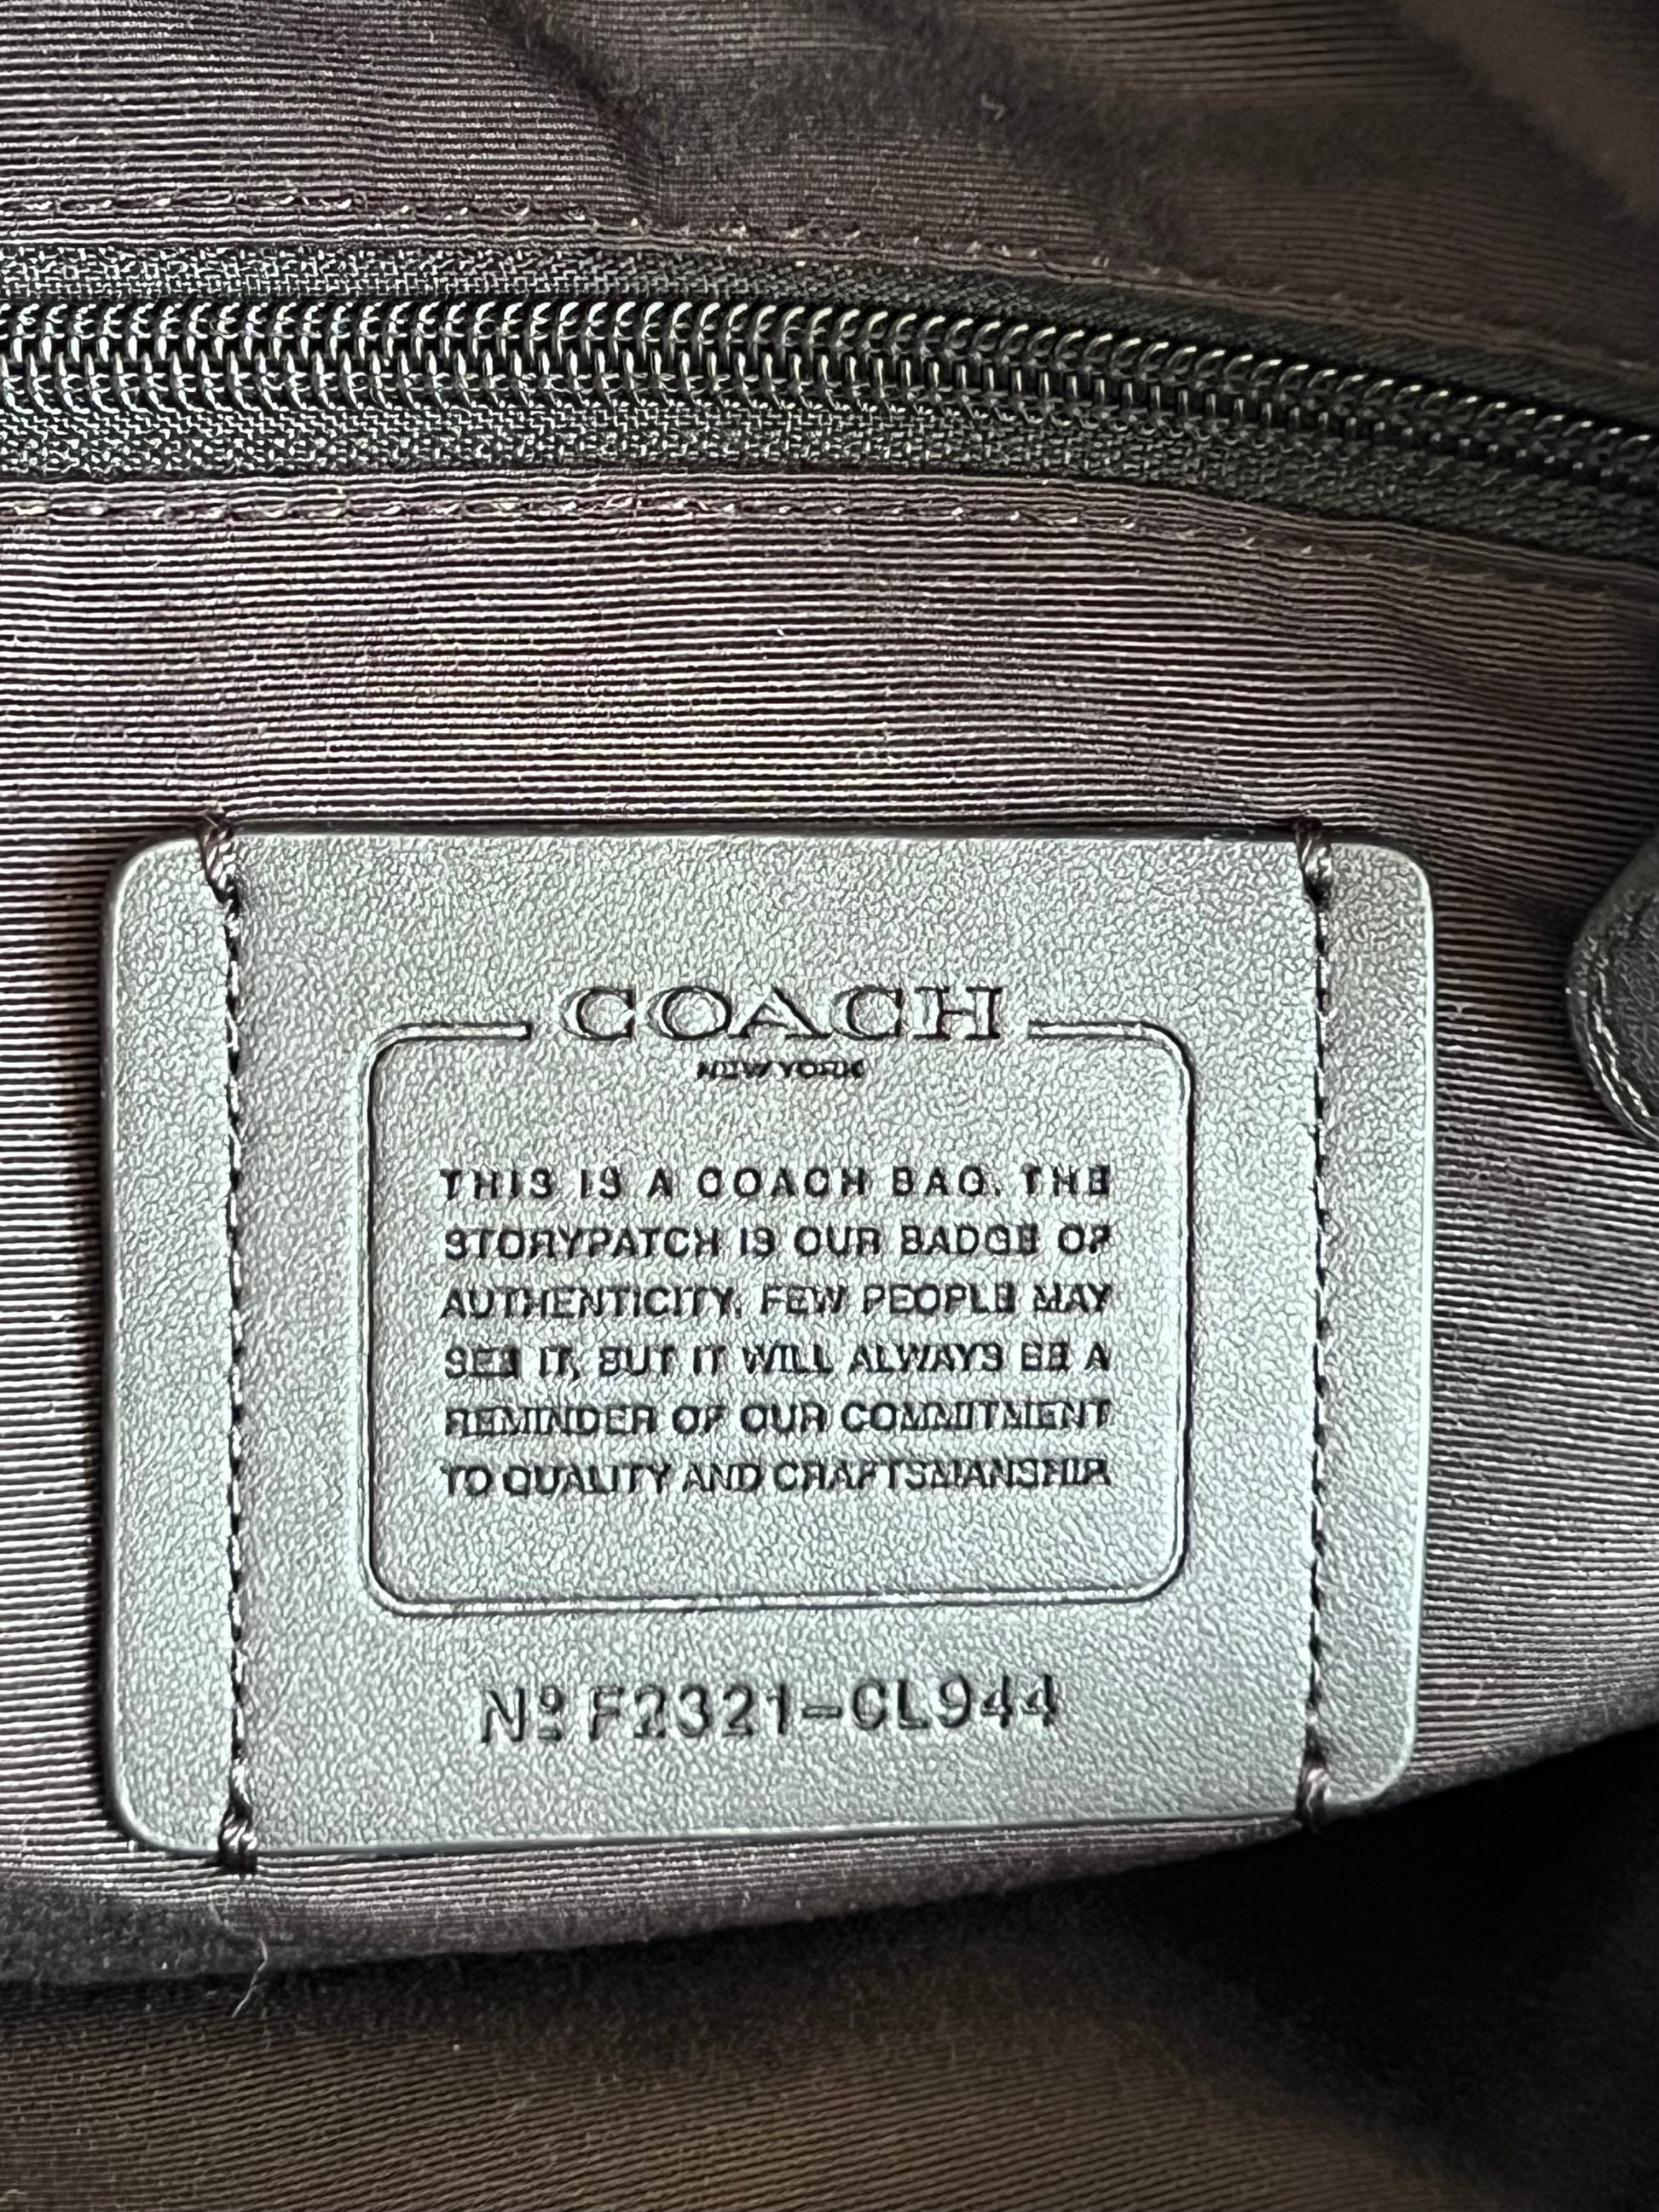 COACH
NEW YORK
THIS IS A COACH BAG. THE
STORYPATCH IS OUR BADGE OF
AUTHENTICITY. FEW PEOPLE MAY
SEE IT, BUT IT WILL ALWAYS BE A
REMINDER OF OUR COMMITMENT
TO QUALITY AND CRAFTSMANSHIP.
Nº F2321-CL944